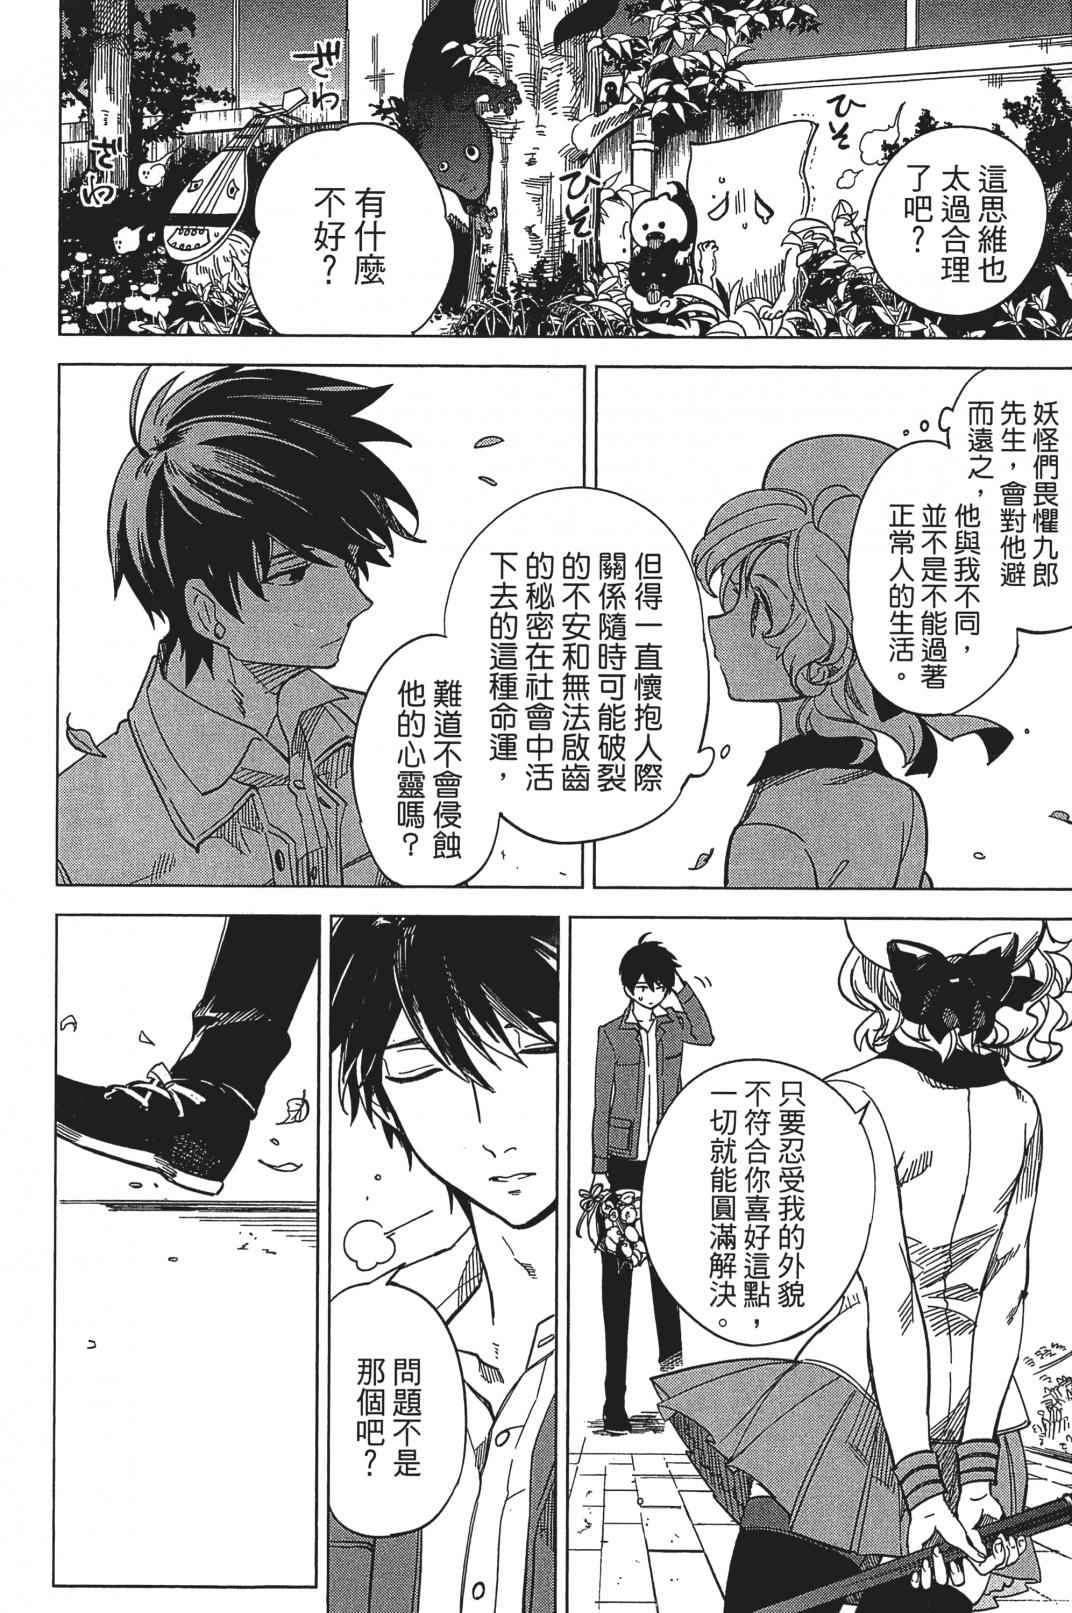 這思維也
太過合理
了吧？
ひそ
ひそ
有什麼
不好？
ざわ
ざわ
妖怪們畏懼九郎
先生，會對他避
而遠之，他與我不同，
並不是不能過著
正常人的生活。
但得一直懷抱人際
關係隨時可能破裂
的不安和無法啟齒
的秘密在社會中活
下去的這種命運，
難道不會侵蝕
他的心靈嗎？
只要忍受我的外貌
不符合你喜好這點，
一切就能圓滿解決。
問題不是
那個吧？